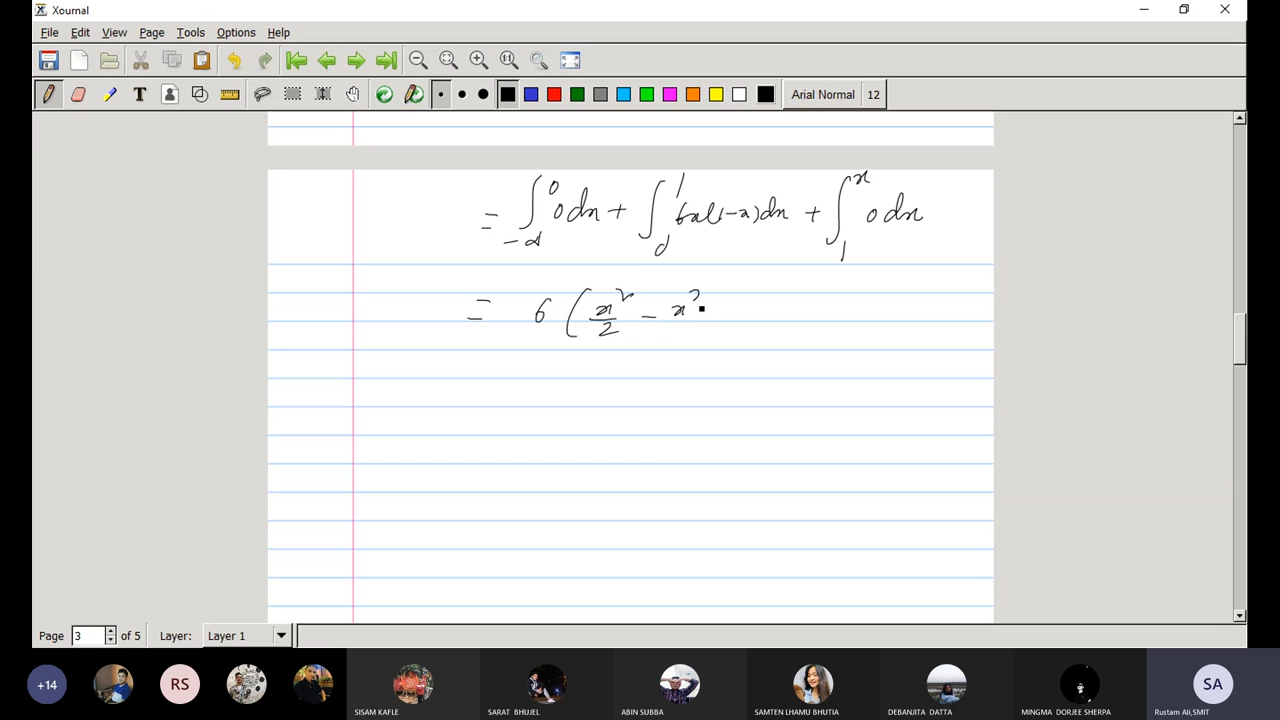 Xournal
File Edit View Page Tools Options Help
Arial Normal 12
= ∫_{-∞}^{0} 0 dx + ∫_{0}^{1} 6x(1-x)dx + ∫_{1}^{x} 0 dx
= 6 ( x²/2 - x³
Page 3 of 5 Layer: Layer 1
+14 RS SA
SISAM KAFLE SARAT BHUJEL ABIN SUBBA SAMTEN LHAMU BHUTIA DEBANJITA DATTA MINGMA DORJEE SHERPA Rustam Ali,SMIT